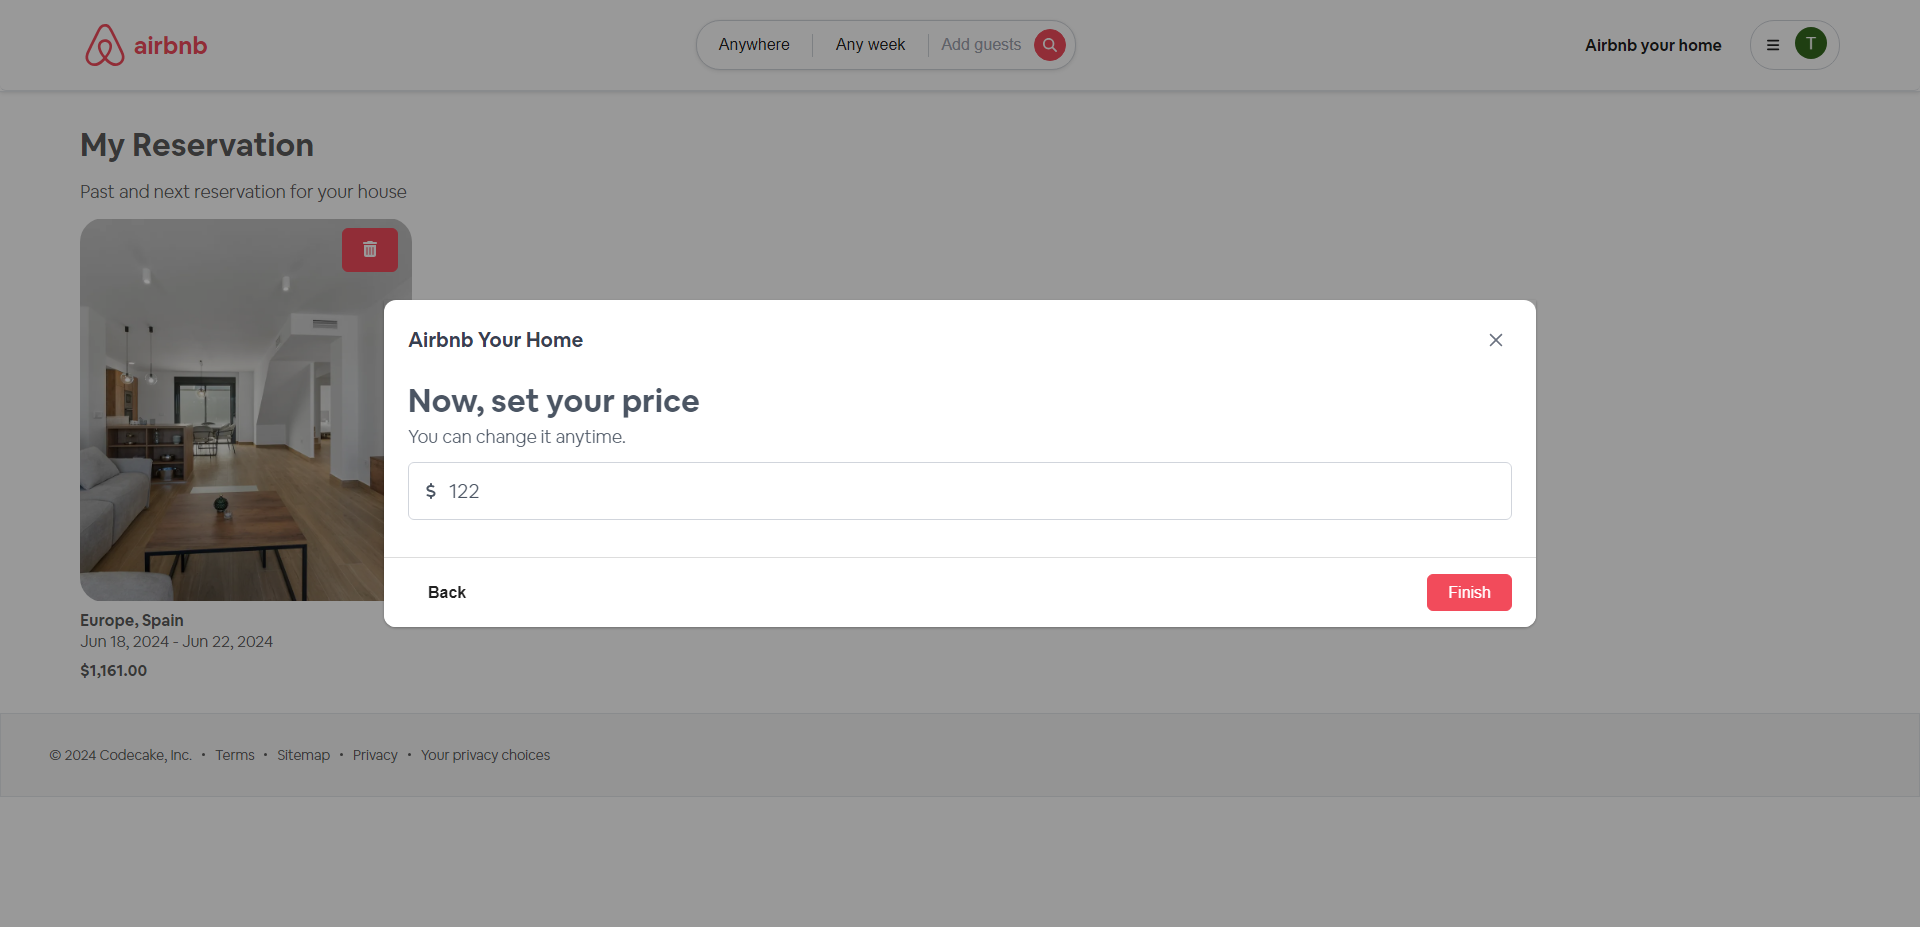 airbnb
Anywhere
Any week
Add guests
Airbnb your home
T
My Reservation
Past and next reservation for your house
Airbnb Your Home
Now, set your price
You can change it anytime.
$ 122
Back
Finish
Europe, Spain
Jun 18, 2024 - Jun 22, 2024
$1,161.00
© 2024 Codecake, Inc. · Terms · Sitemap · Privacy · Your privacy choices